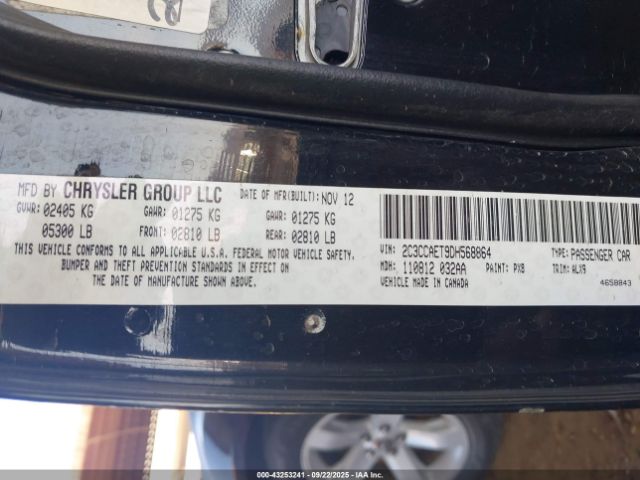 MFD BY CHRYSLER GROUP LLC
DATE OF MFR(BUILT): NOV 12
GVWR: 02405 KG
GAWR: 01275 KG
GAWR: 01275 KG
05300 LB
FRONT: 02810 LB
REAR: 02810 LB
THIS VEHICLE CONFORMS TO ALL APPLICABLE U.S.A. FEDERAL MOTOR VEHICLE SAFETY,
BUMPER AND THEFT PREVENTION STANDARDS IN EFFECT ON
THE DATE OF MANUFACTURE SHOWN ABOVE.
VIN: 2C3CCAET9DH568864
TYPE: PASSENGER CAR
MDH: 110812 032AA
PAINT: PX8
TRIM: ALX9
VEHICLE MADE IN CANADA
4658843
000-43253241 - 09/22/2025 - IAAI.COM